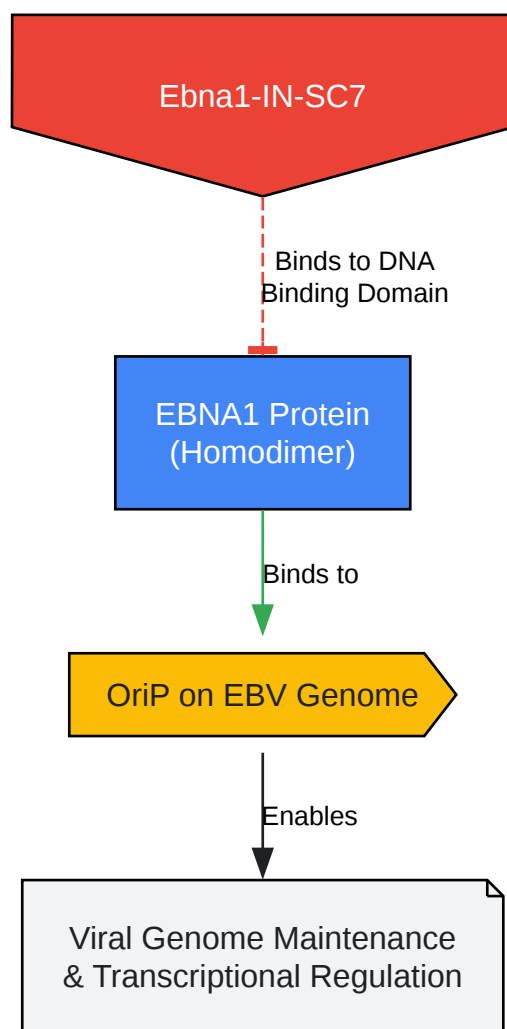 Ebna1-IN-SC7
Binds to DNA
Binding Domain
EBNA1 Protein
(Homodimer)
Binds to
OriP on EBV Genome
Enables
Viral Genome Maintenance
& Transcriptional Regulation